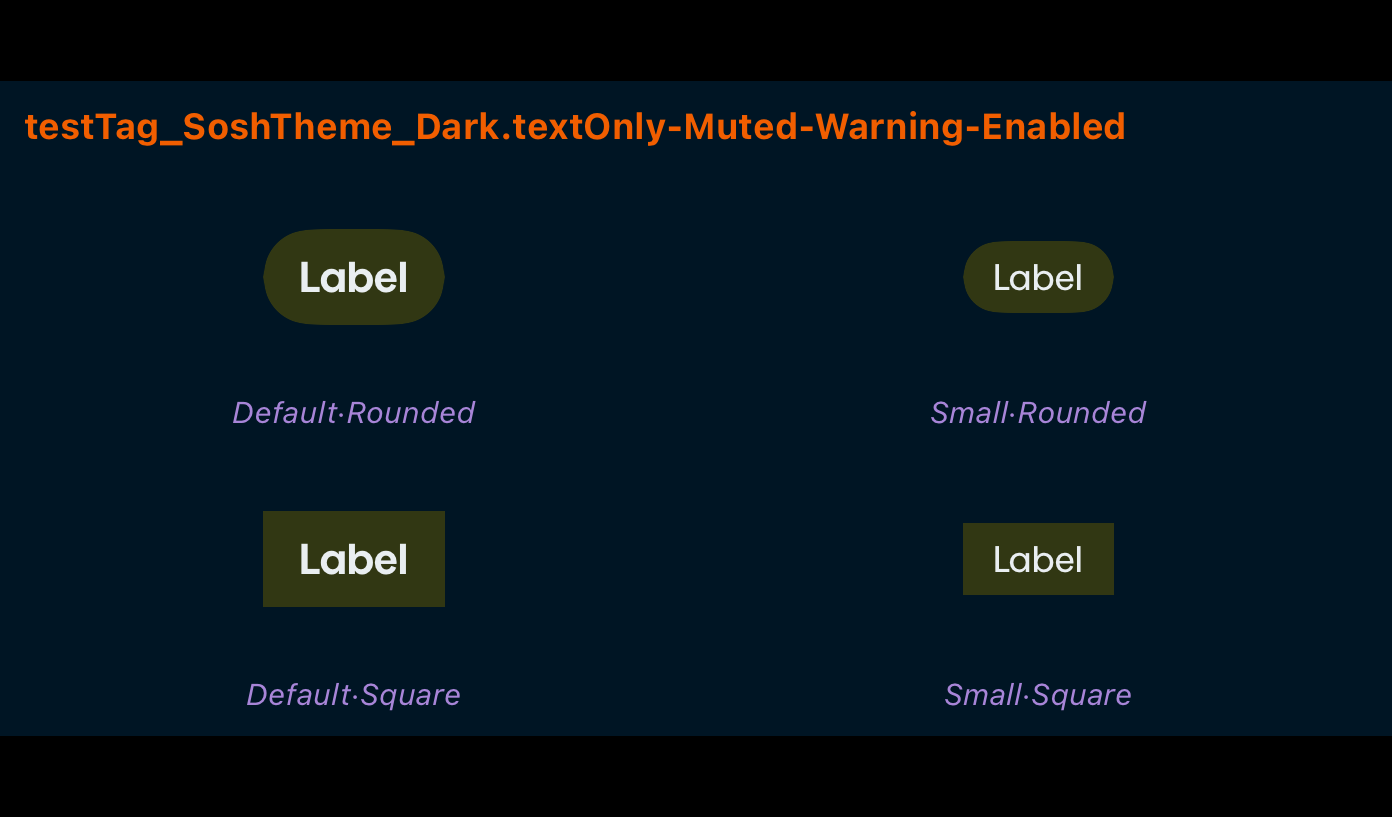 testTag_SoshTheme_Dark.textOnly-Muted-Warning-Enabled
Label Label
Default·Rounded Small·Rounded
Label Label
Default·Square Small·Square